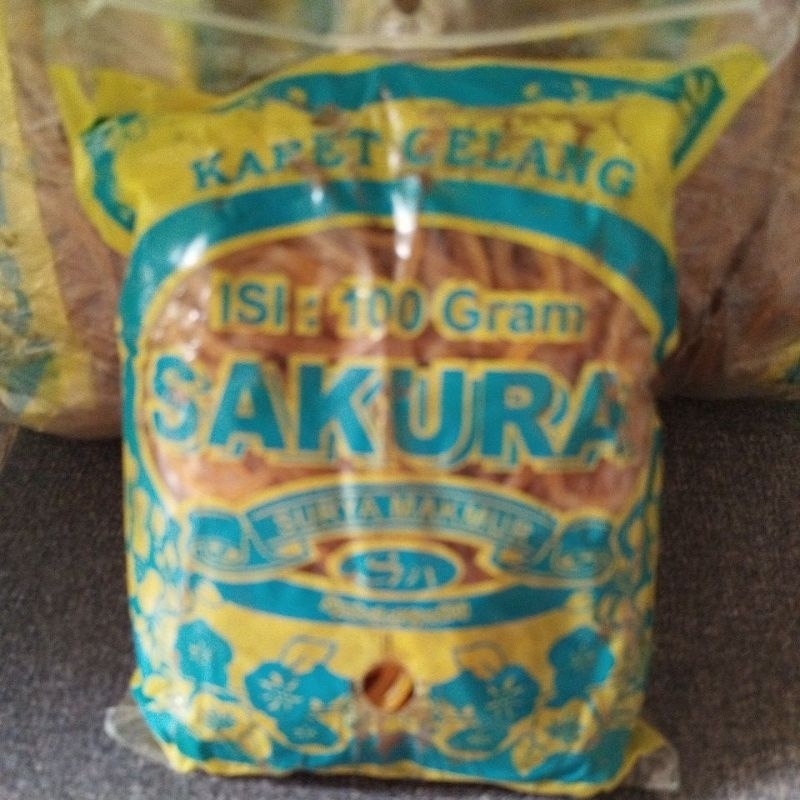 KARET GELANG
ISI : 100 Gram
SAKURA
SURYA MAKMUR